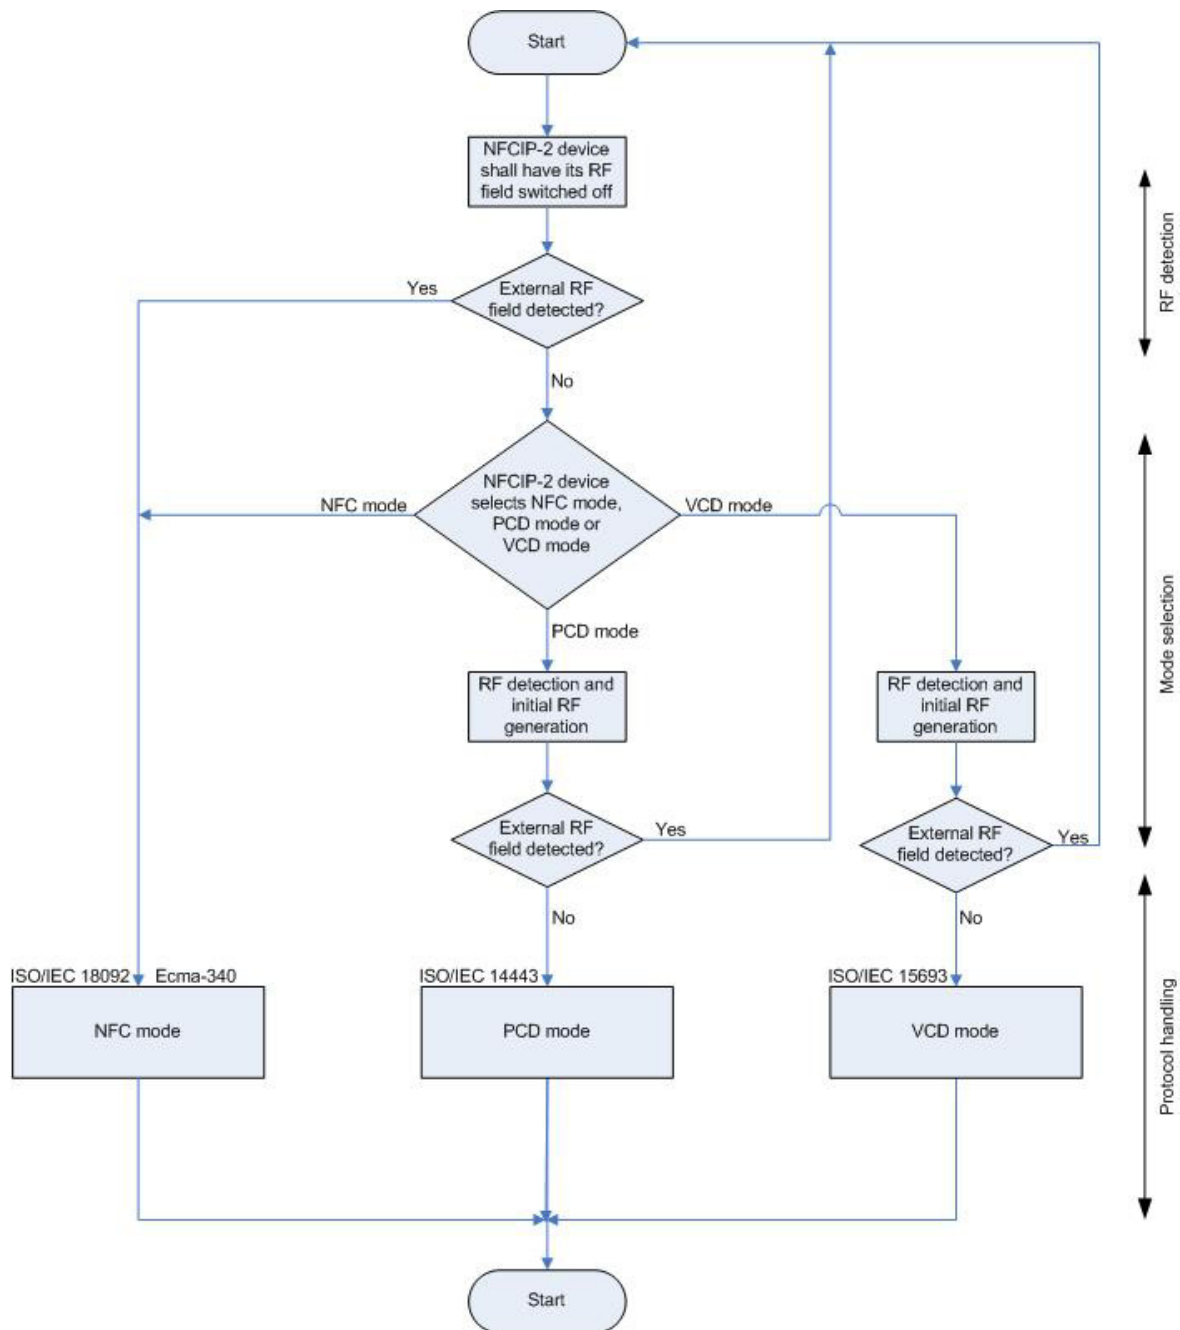 Start
NFCIP-2 device
shall have its RF
field switched off
RF detection
Yes
External RF
field detected?
No
NFCIP-2 device
selects NFC mode,
PCD mode or
VCD mode
NFC mode
VCD mode
PCD mode
Mode selection
RF detection and
initial RF
generation
RF detection and
initial RF
generation
External RF
field detected?
Yes
External RF
field detected?
Yes
No
No
ISO/IEC 18092 Ecma-340
ISO/IEC 14443
ISO/IEC 15693
NFC mode
PCD mode
VCD mode
Protocol handling
Start